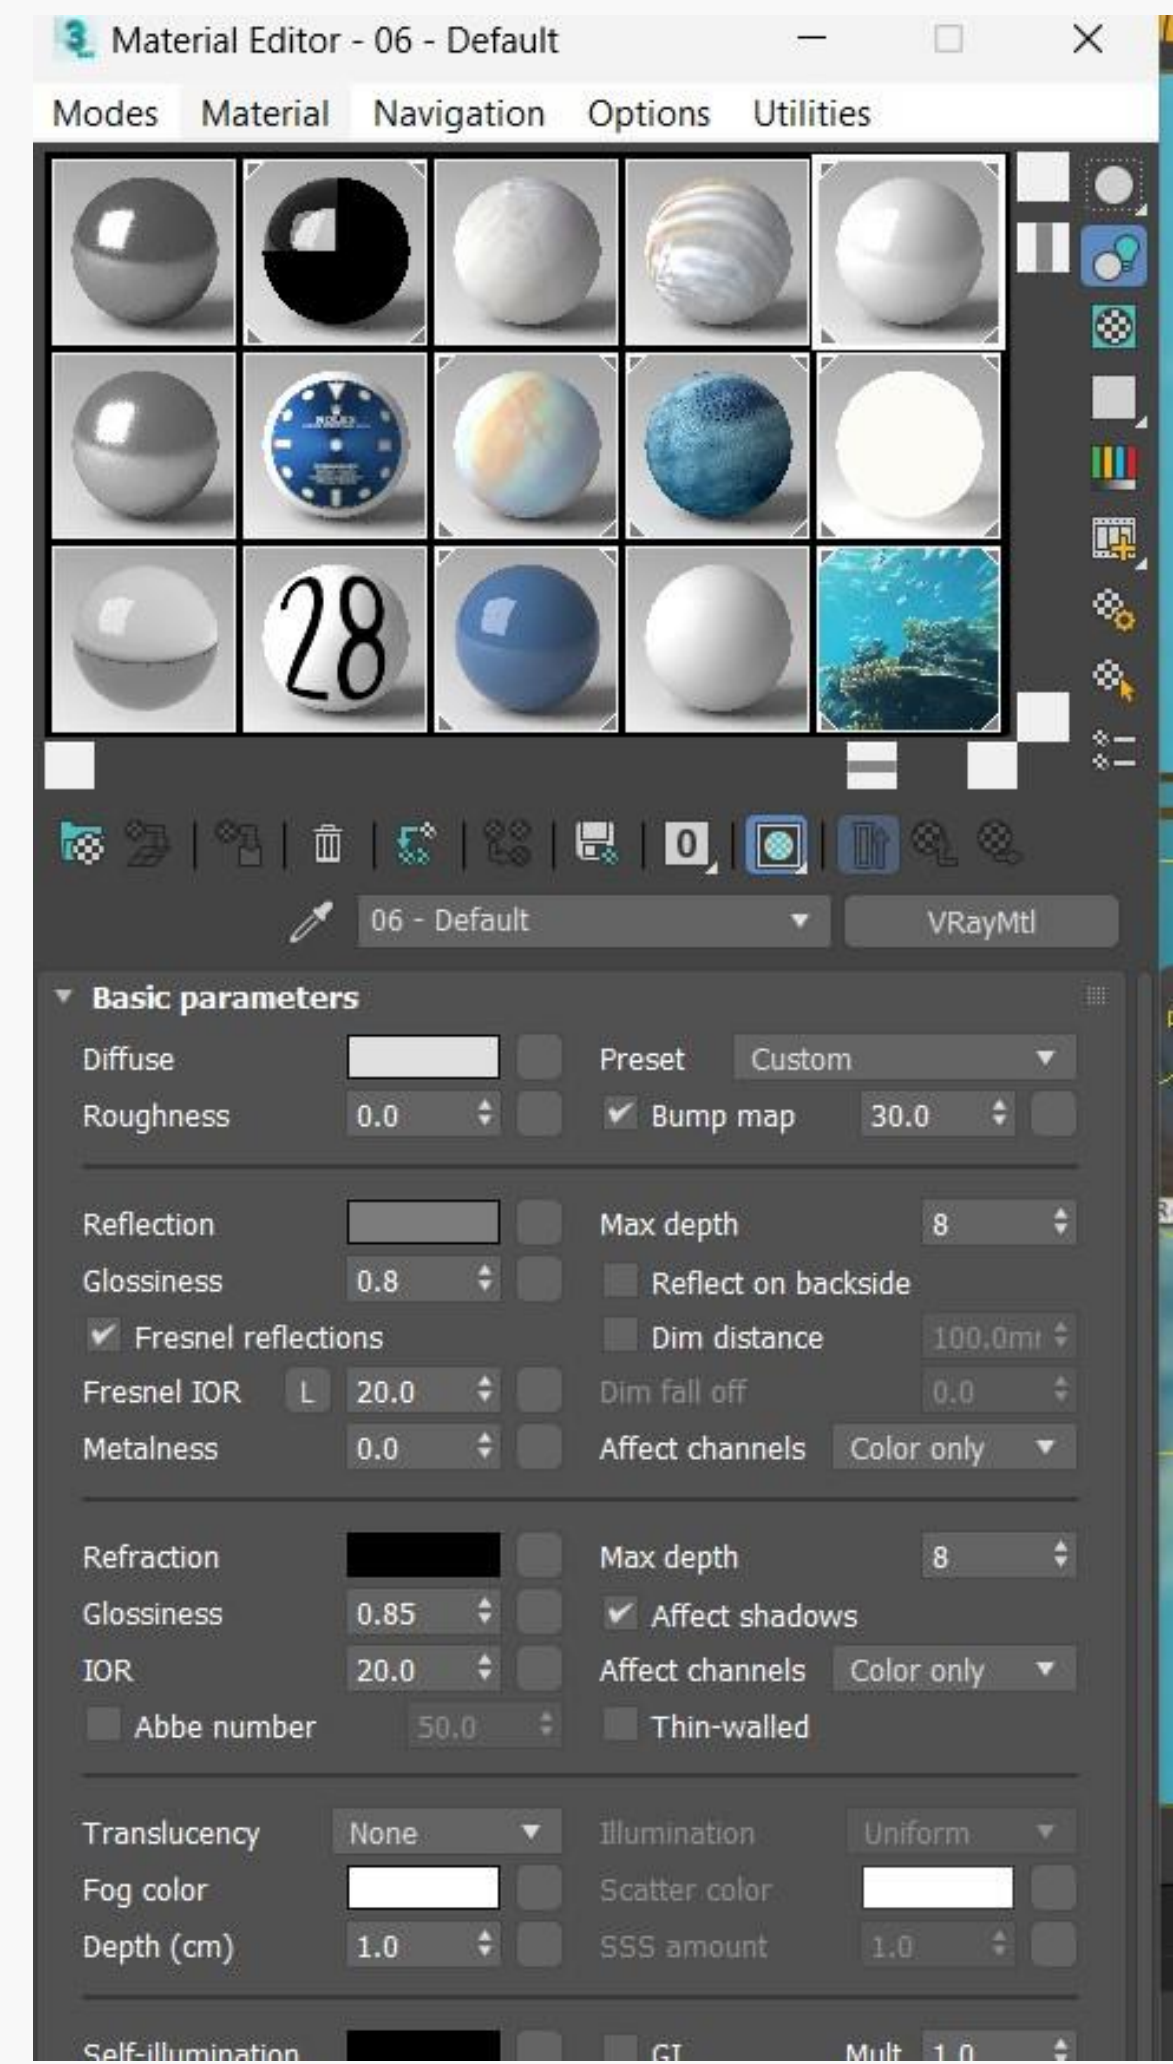 Material Editor - 06 - Default
Modes Material Navigation Options Utilities
ROLEX
28
0
06 - Default VRayMtl
Basic parameters
Diffuse Preset Custom
Roughness 0.0 Bump map 30.0
Reflection Max depth 8
Glossiness 0.8 Reflect on backside
Fresnel reflections Dim distance 100.0m
Fresnel IOR L 20.0 Dim fall off 0.0
Metalness 0.0 Affect channels Color only
Refraction Max depth 8
Glossiness 0.85 Affect shadows
IOR 20.0 Affect channels Color only
Abbe number 50.0 Thin-walled
Translucency None Illumination Uniform
Fog color Scatter color
Depth (cm) 1.0 SSS amount 1.0
Self-illumination GI Mult 1.0